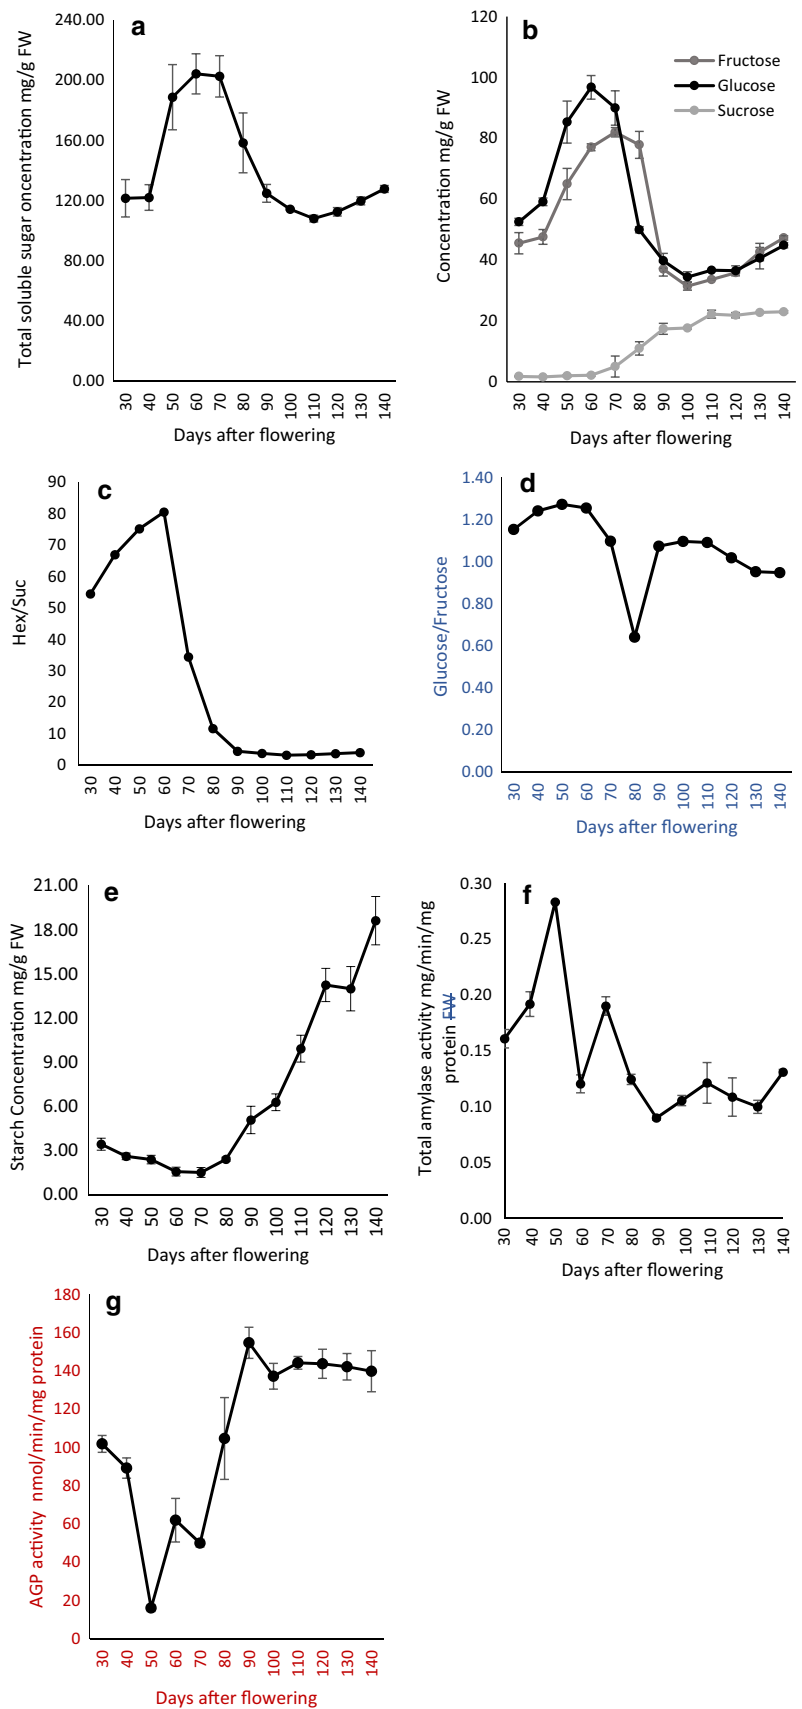 a
Total soluble sugar oncentration mg/g FW
240.00
200.00
160.00
120.00
80.00
40.00
0.00
30 40 50 60 70 80 90 100 110 120 130 140
Days after flowering
b
Concentration mg/g FW
120
100
80
60
40
20
0
Fructose
Glucose
Sucrose
30 40 50 60 70 80 90 100 110 120 130 140
Days after flowering
c
Hex/Suc
90
80
70
60
50
40
30
20
10
0
30 40 50 60 70 80 90 100 110 120 130 140
Days after flowering
d
Glucose/Fructose
1.40
1.20
1.00
0.80
0.60
0.40
0.20
0.00
30 40 50 60 70 80 90 100 110 120 130 140
Days after flowering
e
Starch Concentration mg/g FW
21.00
18.00
15.00
12.00
9.00
6.00
3.00
0.00
30 40 50 60 70 80 90 100 110 120 130 140
Days after flowering
f
Total amylase activity mg/min/mg
protein FW
0.30
0.25
0.20
0.15
0.10
0.05
0.00
30 40 50 60 70 80 90 100 110 120 130 140
Days after flowering
g
AGP activity nmol/min/mg protein
180
160
140
120
100
80
60
40
20
0
30 40 50 60 70 80 90 100 110 120 130 140
Days after flowering